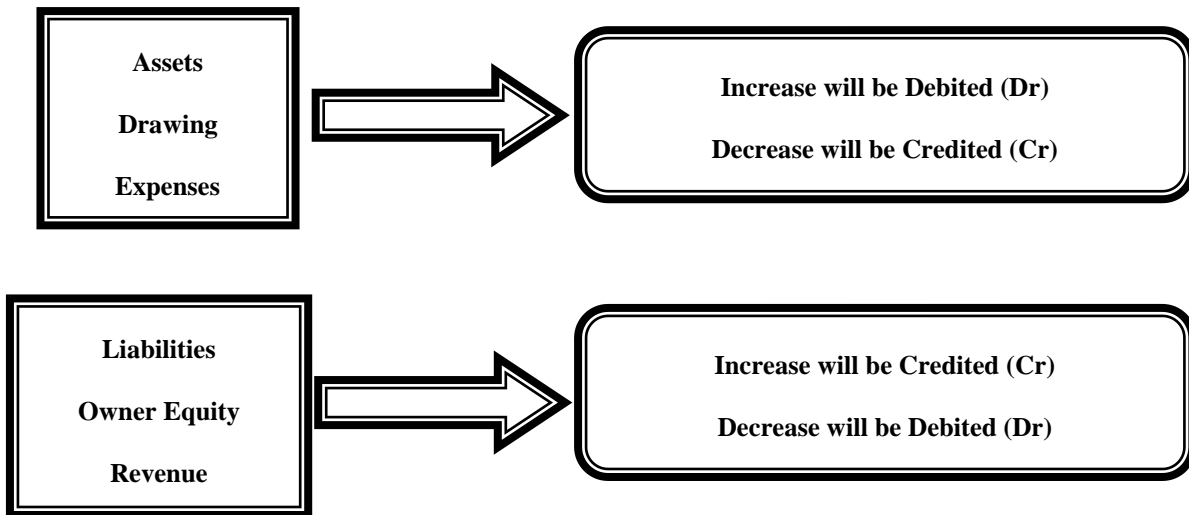 Assets
Drawing
Expenses
Increase will be Debited (Dr)
Decrease will be Credited (Cr)
Liabilities
Owner Equity
Revenue
Increase will be Credited (Cr)
Decrease will be Debited (Dr)